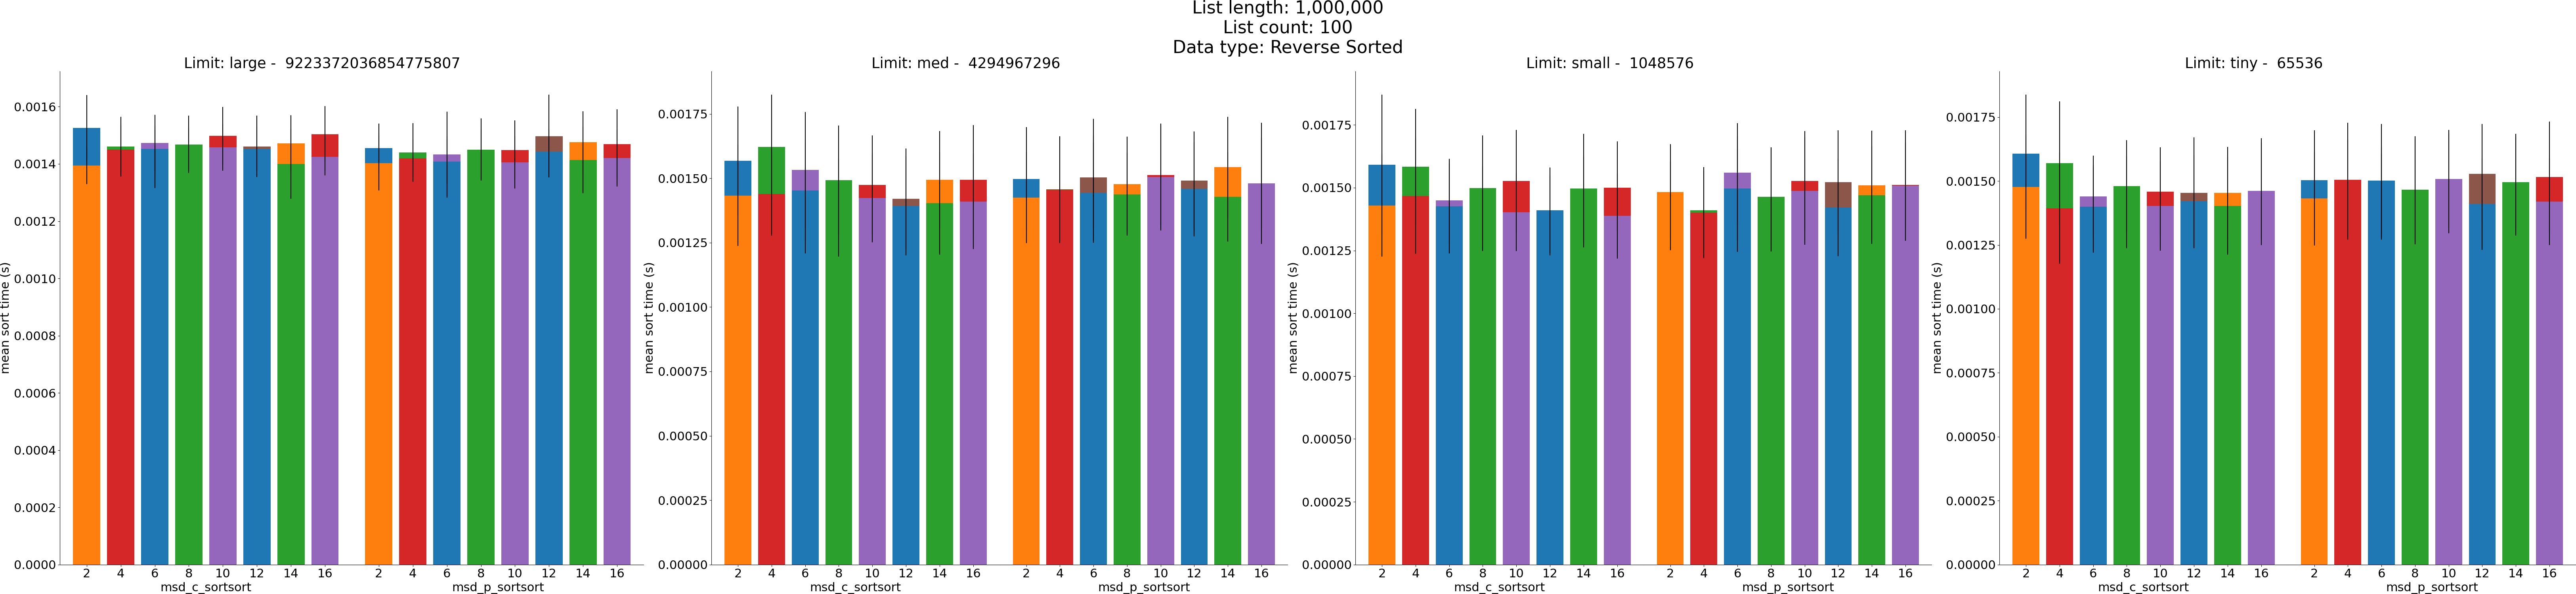 List length: 1,000,000
List count: 100
Data type: Reverse Sorted
Limit: large -  9223372036854775807
mean sort time (s)
0.0016
0.0014
0.0012
0.0010
0.0008
0.0006
0.0004
0.0002
0.0000
2 4 6 8 10 12 14 16 2 4 6 8 10 12 14 16
msd_c_sortsort msd_p_sortsort
Limit: med -  4294967296
mean sort time (s)
0.00175
0.00150
0.00125
0.00100
0.00075
0.00050
0.00025
0.00000
2 4 6 8 10 12 14 16 2 4 6 8 10 12 14 16
msd_c_sortsort msd_p_sortsort
Limit: small -  1048576
mean sort time (s)
0.00175
0.00150
0.00125
0.00100
0.00075
0.00050
0.00025
0.00000
2 4 6 8 10 12 14 16 2 4 6 8 10 12 14 16
msd_c_sortsort msd_p_sortsort
Limit: tiny -  65536
mean sort time (s)
0.00175
0.00150
0.00125
0.00100
0.00075
0.00050
0.00025
0.00000
2 4 6 8 10 12 14 16 2 4 6 8 10 12 14 16
msd_c_sortsort msd_p_sortsort